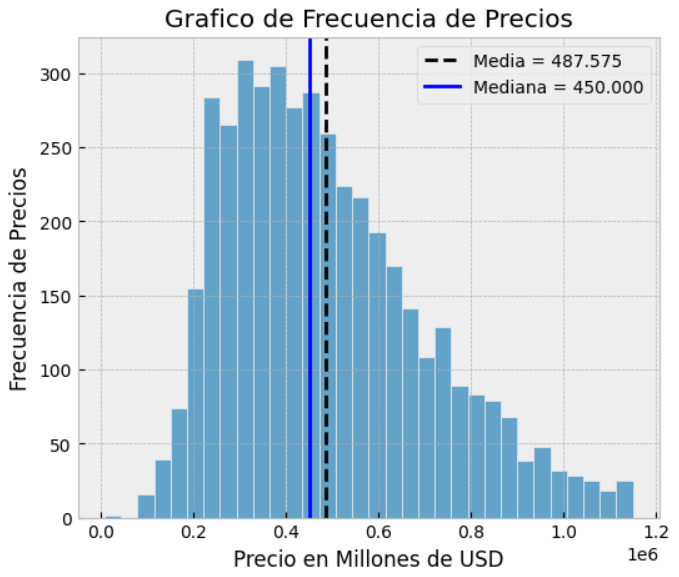 Grafico de Frecuencia de Precios
Media = 487.575
Mediana = 450.000
Frecuencia de Precios
300
250
200
150
100
50
0
0.0 0.2 0.4 0.6 0.8 1.0 1.2
1e6
Precio en Millones de USD